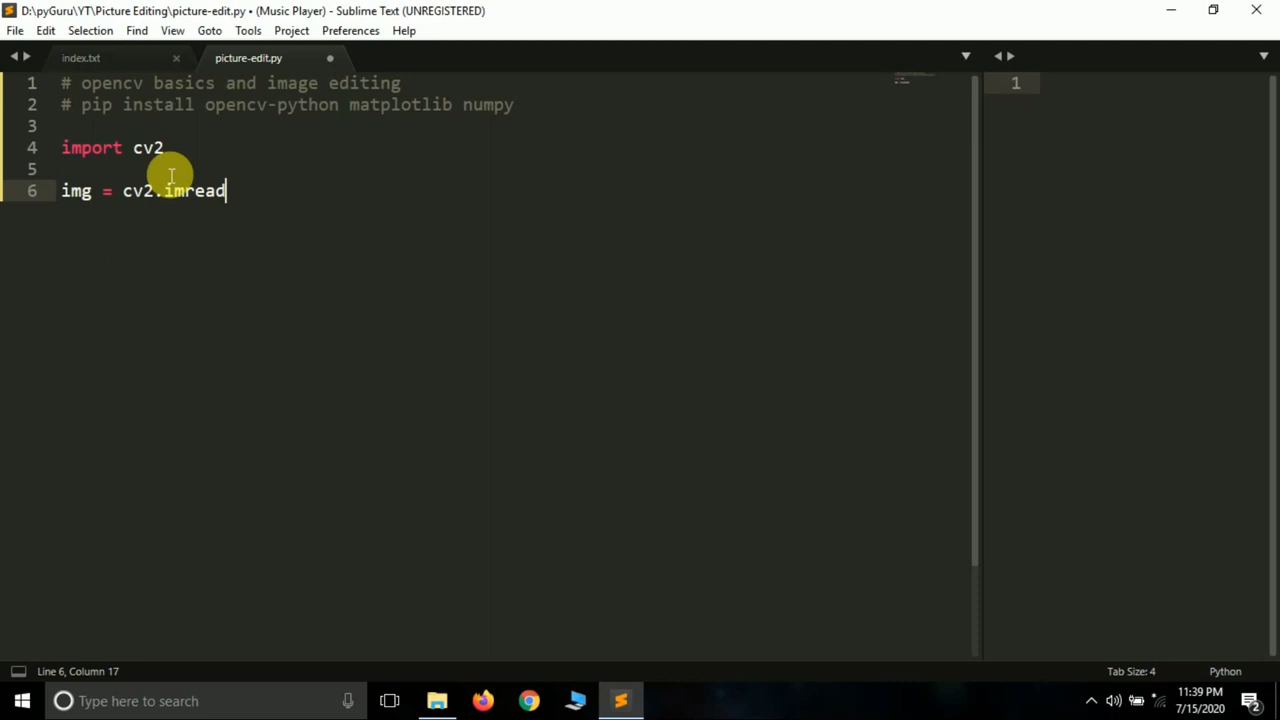 D:\pyGuru\YT\Picture Editing\picture-edit.py • (Music Player) - Sublime Text (UNREGISTERED)
File Edit Selection Find View Goto Tools Project Preferences Help
index.txt picture-edit.py
1 # opencv basics and image editing 1
2 # pip install opencv-python matplotlib numpy
3
4 import cv2
5
6 img = cv2.imread
Line 6, Column 17 Tab Size: 4 Python
Type here to search 11:39 PM
7/15/2020 2